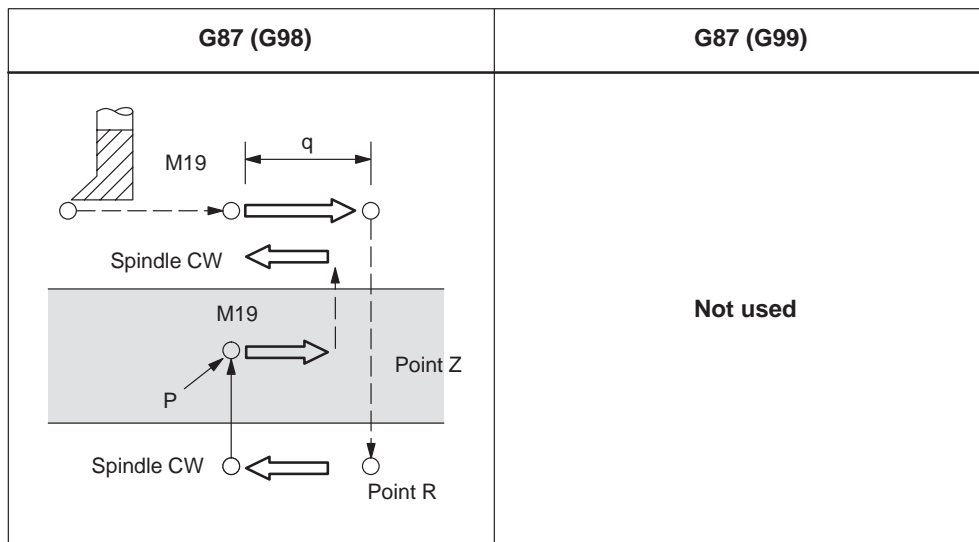 G87 (G98)
G87 (G99)
q
M19
Spindle CW
M19
Not used
Point Z
P
Spindle CW
Point R